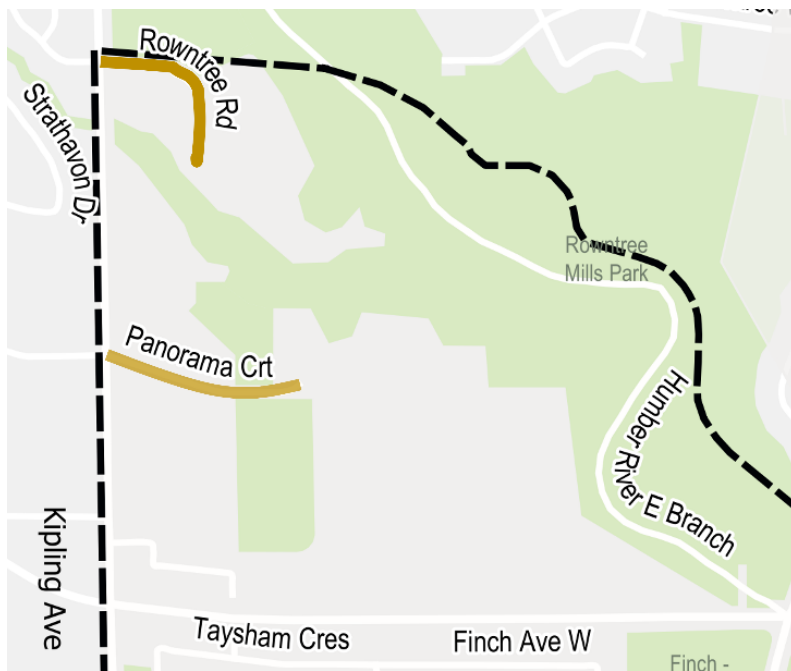 Rowntree Rd
Strathavon Dr
Rowntree
Mills Park
Panorama Crt
Humber River E Branch
Kipling Ave
Taysham Cres
Finch Ave W
Finch -